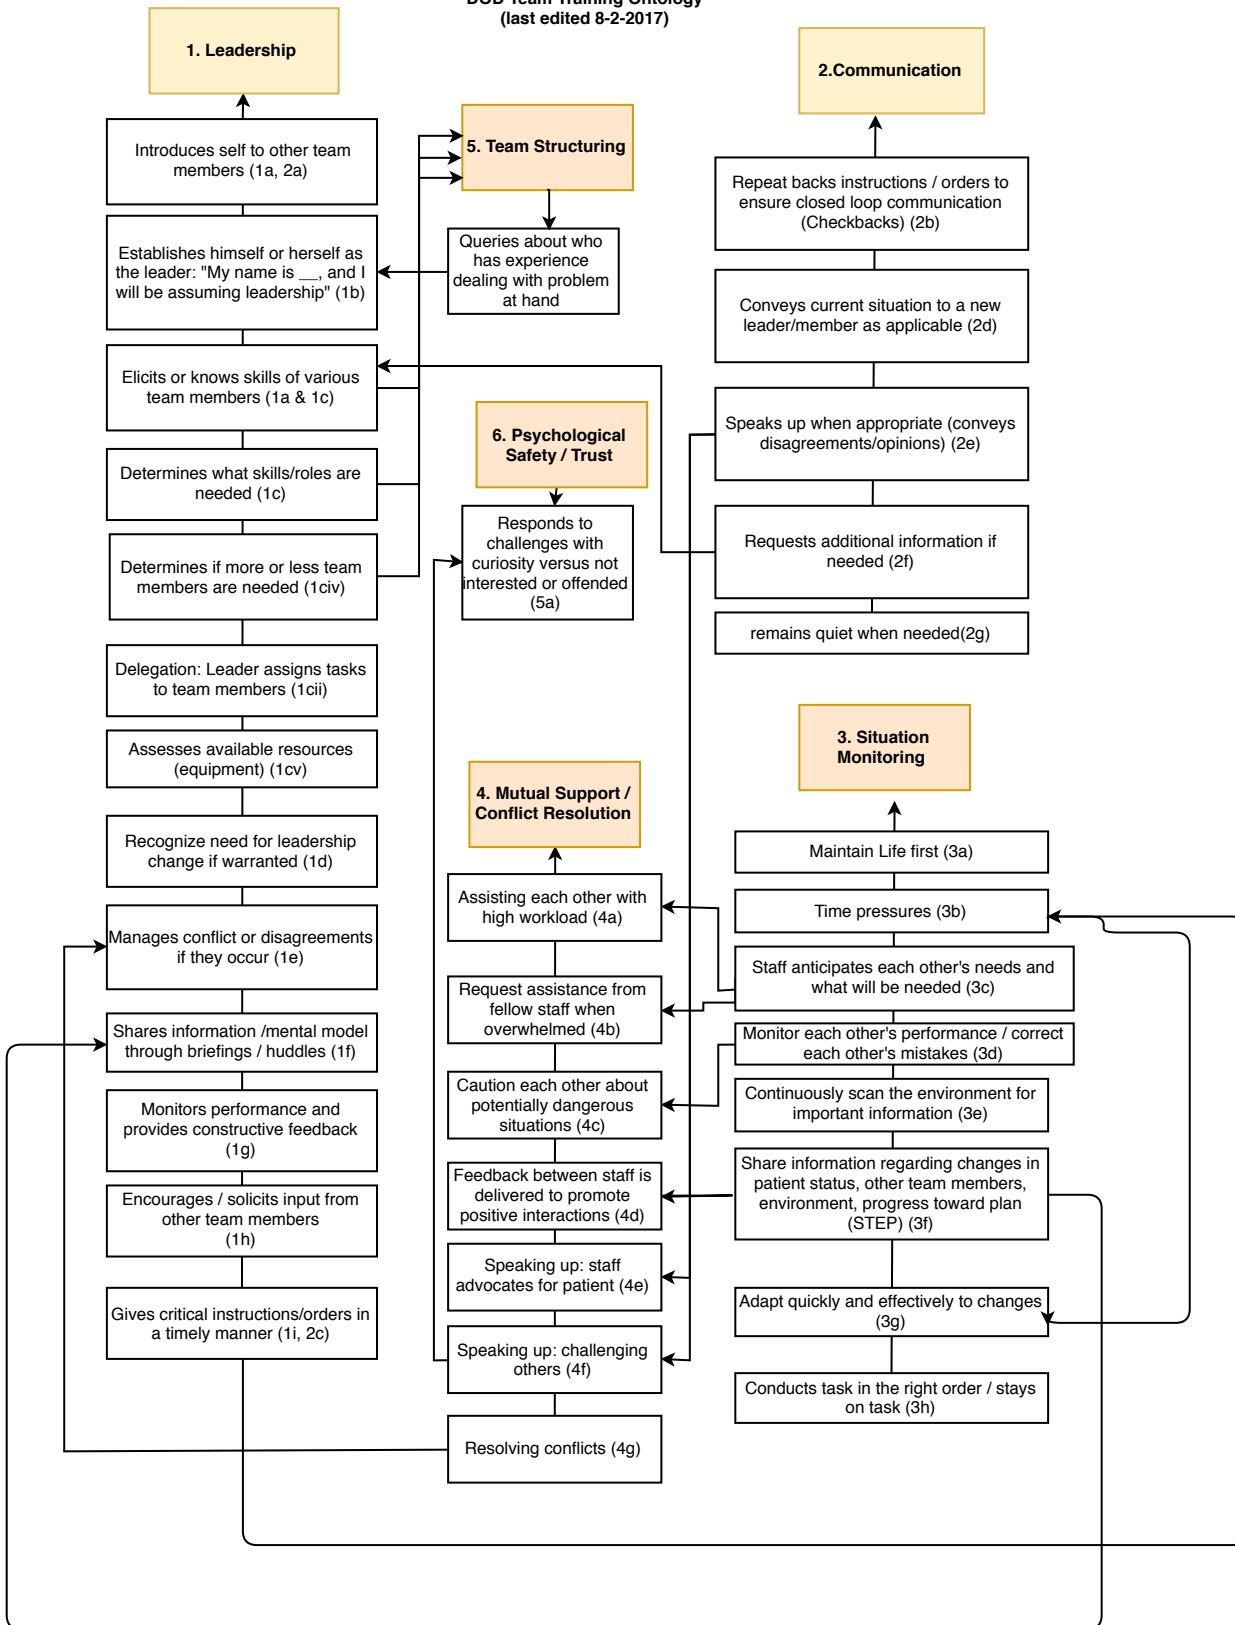 DOD Team Training Ontology
(last edited 8-2-2017)
1. Leadership
Introduces self to other team
members (1a, 2a)
Establishes himself or herself as
the leader: "My name is __, and I
will be assuming leadership" (1b)
Elicits or knows skills of various
team members (1a & 1c)
Determines what skills/roles are
needed (1c)
Determines if more or less team
members are needed (1civ)
Delegation: Leader assigns tasks
to team members (1cii)
Assesses available resources
(equipment) (1cv)
Recognize need for leadership
change if warranted (1d)
Manages conflict or disagreements
if they occur (1e)
Shares information /mental model
through briefings / huddles (1f)
Monitors performance and
provides constructive feedback
(1g)
Encourages / solicits input from
other team members
(1h)
Gives critical instructions/orders in
a timely manner (1i, 2c)
5. Team Structuring
Queries about who
has experience
dealing with problem
at hand
6. Psychological
Safety / Trust
Responds to
challenges with
curiosity versus not
interested or offended
(5a)
4. Mutual Support /
Conflict Resolution
Assisting each other with
high workload (4a)
Request assistance from
fellow staff when
overwhelmed (4b)
Caution each other about
potentially dangerous
situations (4c)
Feedback between staff is
delivered to promote
positive interactions (4d)
Speaking up: staff
advocates for patient (4e)
Speaking up: challenging
others (4f)
Resolving conflicts (4g)
2.Communication
Repeat backs instructions / orders to
ensure closed loop communication
(Checkbacks) (2b)
Conveys current situation to a new
leader/member as applicable (2d)
Speaks up when appropriate (conveys
disagreements/opinions) (2e)
Requests additional information if
needed (2f)
remains quiet when needed(2g)
3. Situation
Monitoring
Maintain Life first (3a)
Time pressures (3b)
Staff anticipates each other's needs and
what will be needed (3c)
Monitor each other's performance / correct
each other's mistakes (3d)
Continuously scan the environment for
important information (3e)
Share information regarding changes in
patient status, other team members,
environment, progress toward plan
(STEP) (3f)
Adapt quickly and effectively to changes
(3g)
Conducts task in the right order / stays
on task (3h)